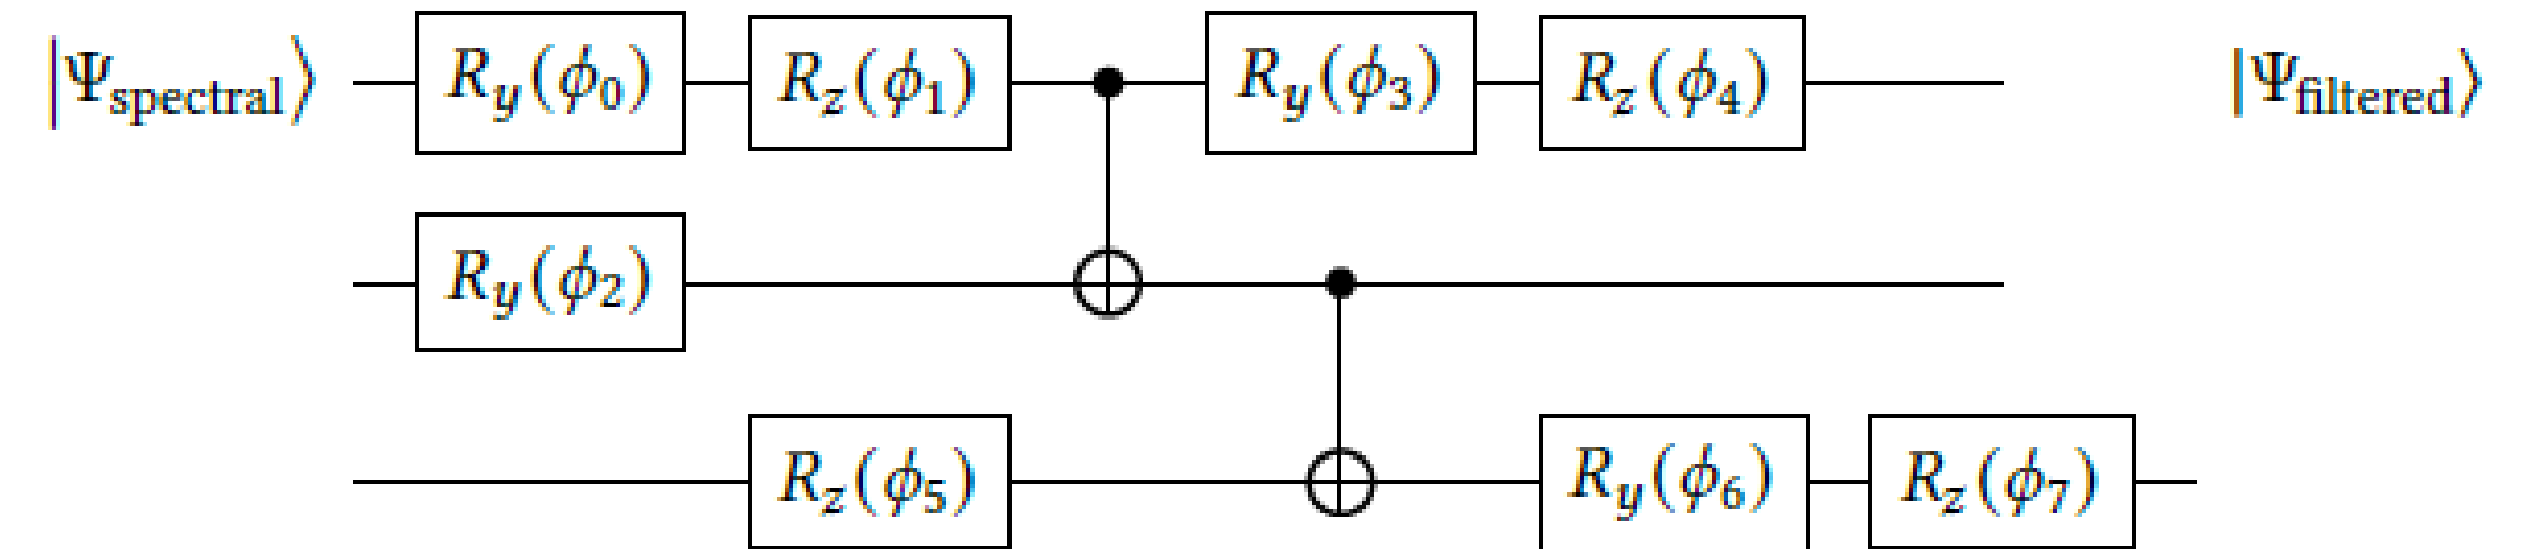 |Ψspectral⟩ Ry(ϕ0) Rz(ϕ1) Ry(ϕ3) Rz(ϕ4) |Ψfiltered⟩
Ry(ϕ2)
Rz(ϕ5) Ry(ϕ6) Rz(ϕ7)